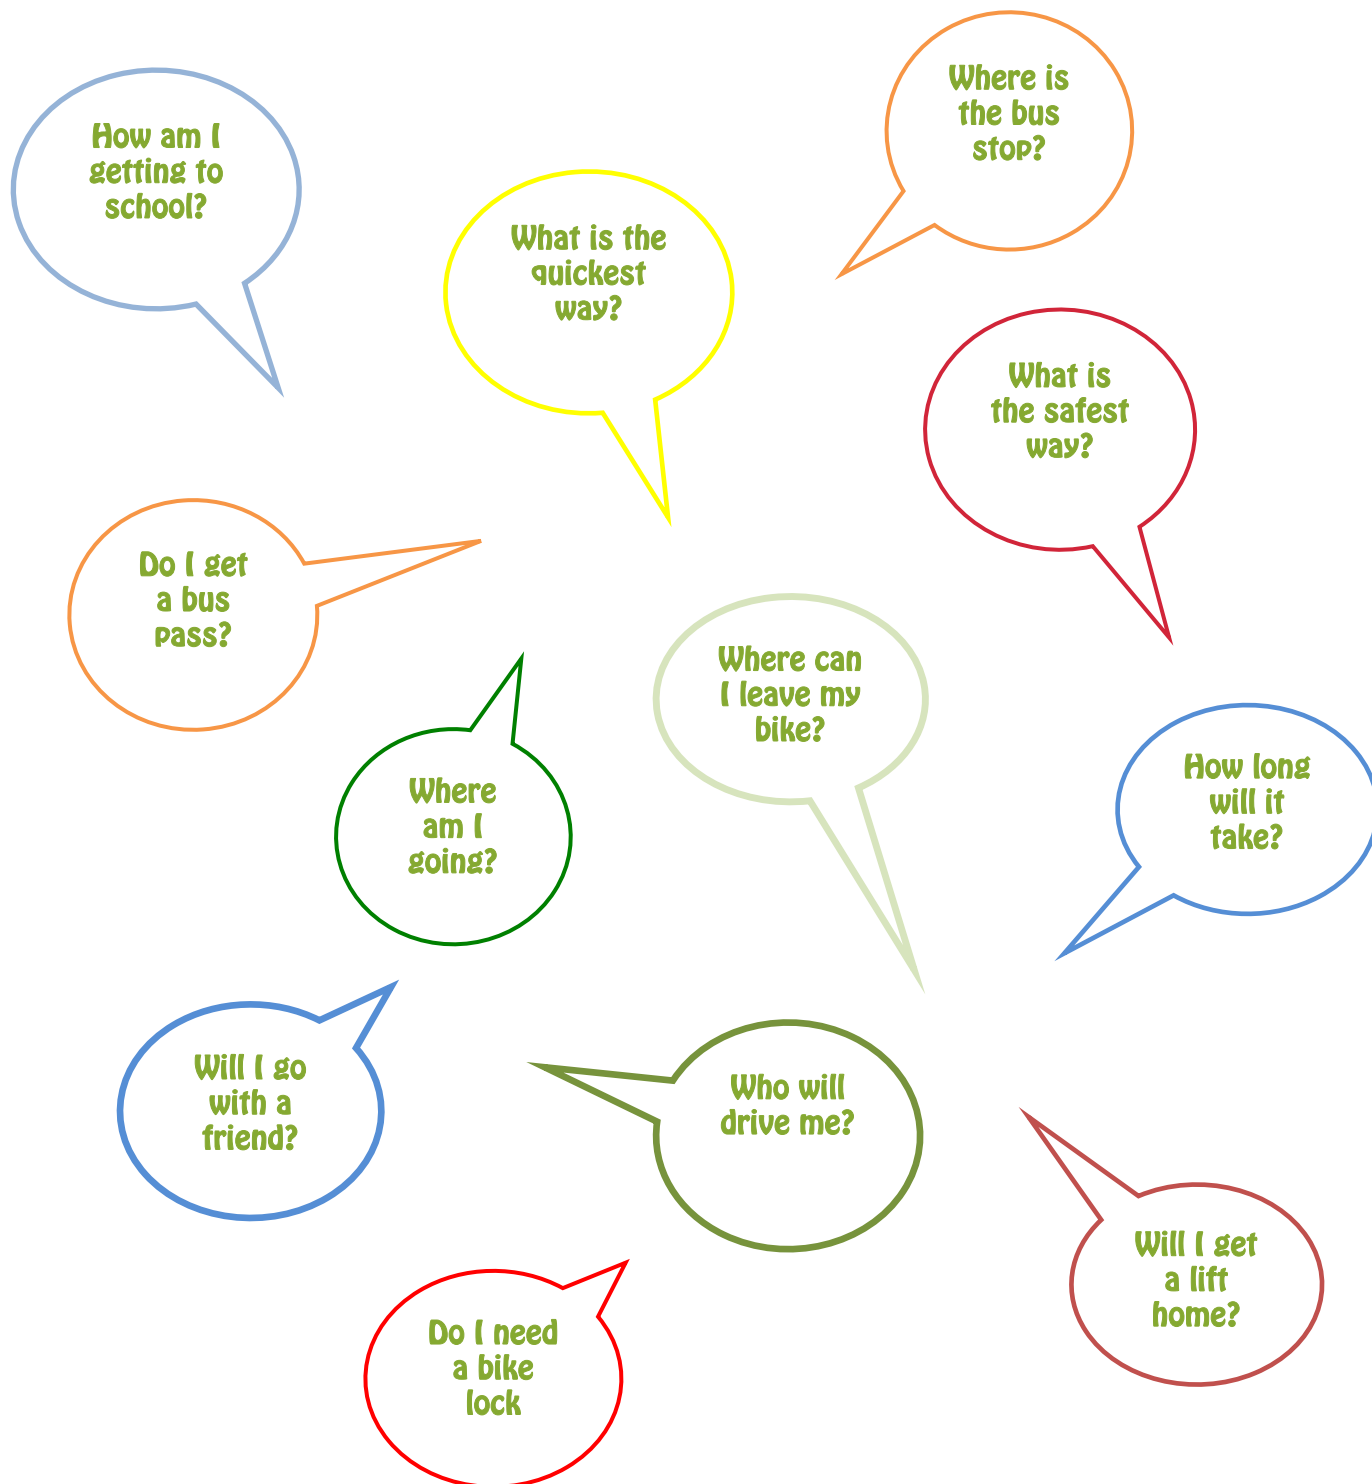 How am I
getting to
school?
Where is
the bus
stop?
What is the
quickest
way?
What is
the safest
way?
Do I get
a bus
pass?
Where can
I leave my
bike?
Where
am I
going?
How long
will it
take?
Will I go
with a
friend?
Who will
drive me?
Will I get
a lift
home?
Do I need
a bike
lock